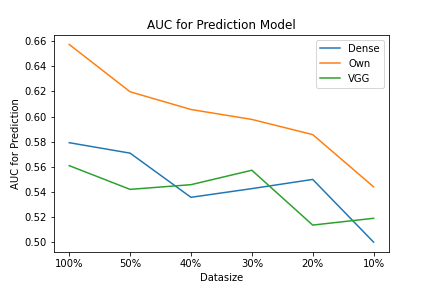 AUC for Prediction Model
Dense
Own
VGG
AUC for Prediction
0.66
0.64
0.62
0.60
0.58
0.56
0.54
0.52
0.50
100% 50% 40% 30% 20% 10%
Datasize